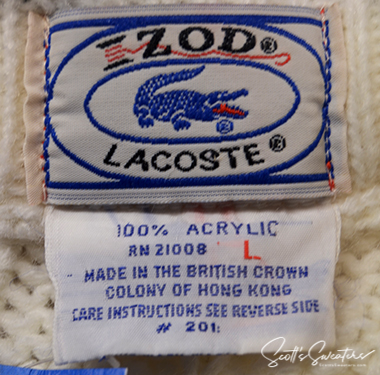 IZOD®
®
LACOSTE®
100% ACRYLIC
RN 21008 L
MADE IN THE BRITISH CROWN
COLONY OF HONG KONG
CARE INSTRUCTIONS SEE REVERSE SIDE
# 201:
Scott's Sweaters